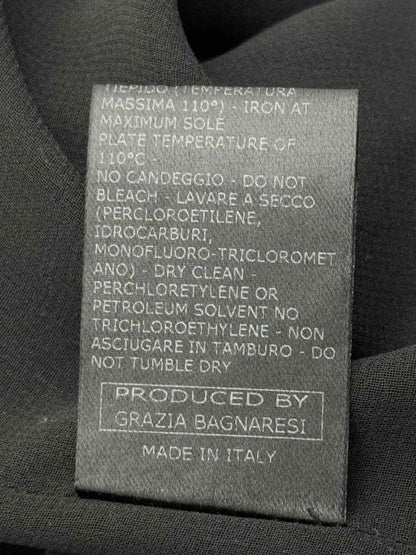 TIEPIDO (TEMPERATURA
MASSIMA 110°) - IRON AT
MAXIMUM SOLE
PLATE TEMPERATURE OF
110°C -
NO CANDEGGIO - DO NOT
BLEACH - LAVARE A SECCO
(PERCLOROETILENE,
IDROCARBURI,
MONOFLUORO-TRICLOROMET
ANO) - DRY CLEAN -
PERCHLORETYLENE OR
PETROLEUM SOLVENT NO
TRICHLOROETHYLENE - NON
ASCIUGARE IN TAMBURO - DO
NOT TUMBLE DRY
PRODUCED BY
GRAZIA BAGNARESI
MADE IN ITALY